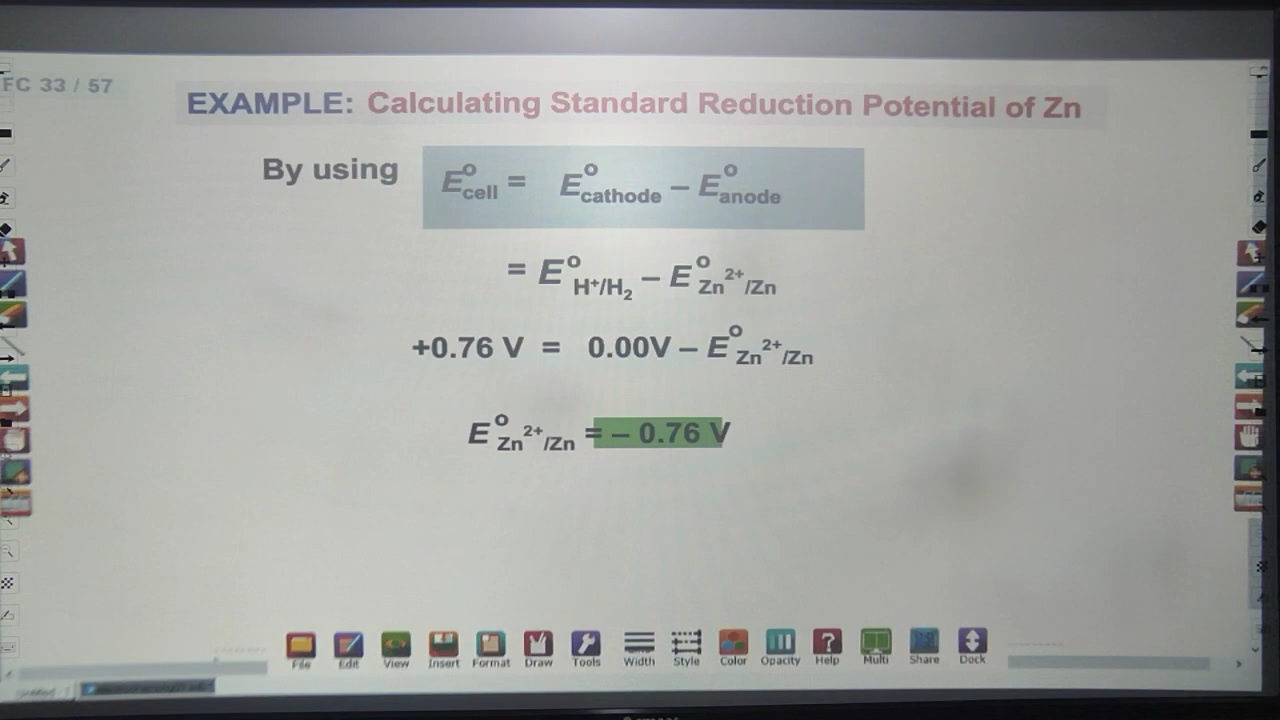 FC 33 / 57
EXAMPLE: Calculating Standard Reduction Potential of Zn
By using E°cell = E°cathode – E°anode
= E°H⁺/H₂ – E°Zn²⁺/Zn
+0.76 V = 0.00V – E°Zn²⁺/Zn
E°Zn²⁺/Zn = – 0.76 V
File Edit View Insert Format Draw Tools Width Style Color Opacity Help Multi Share Dock